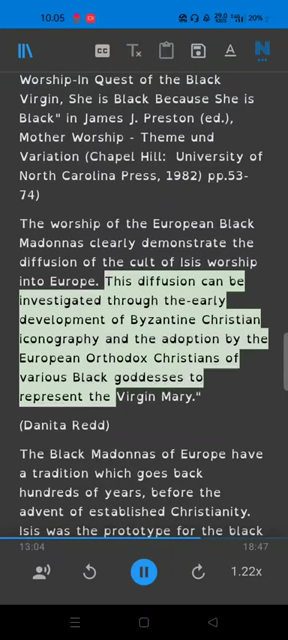 10.05
20%
CC
Worship-In Quest of the Black
Virgin, She is Black Because She is
Black" in James J. Preston (ed.),
Mother Worship - Theme und
Variation (Chapel Hill: University of
North Carolina Press, 1982) pp.53-
74)
The worship of the European Black
Madonnas clearly demonstrate the
diffusion of the cult of Isis worship
into Europe. This diffusion can be
investigated through the-early
development of Byzantine Christian
iconography and the adoption by the
European Orthodox Christians of
various Black goddesses to
represent the Virgin Mary."
(Danita Redd)
The Black Madonnas of Europe have
a tradition which goes back
hundreds of years, before the
advent of established Christianity.
Isis was the prototype for the black
13:04
18:47
1.22x